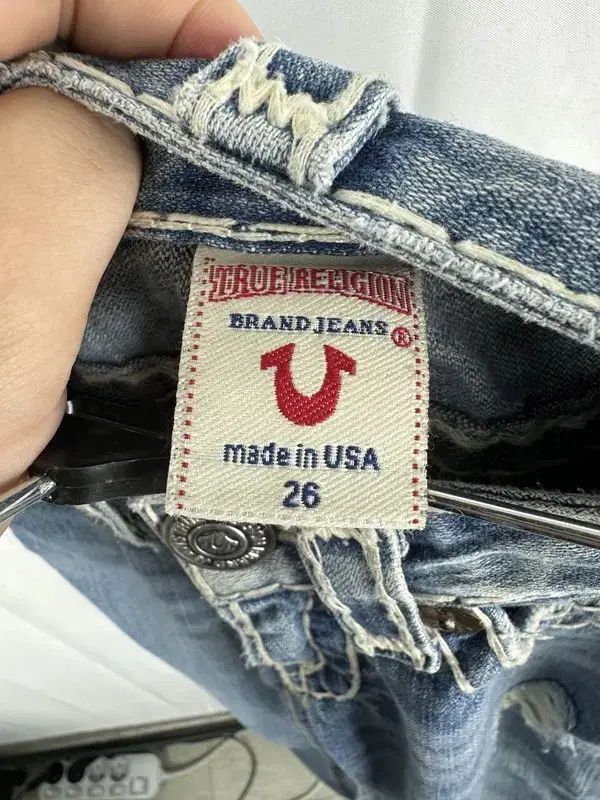 TRUE RELIGION
BRAND JEANS ®
made in USA
26